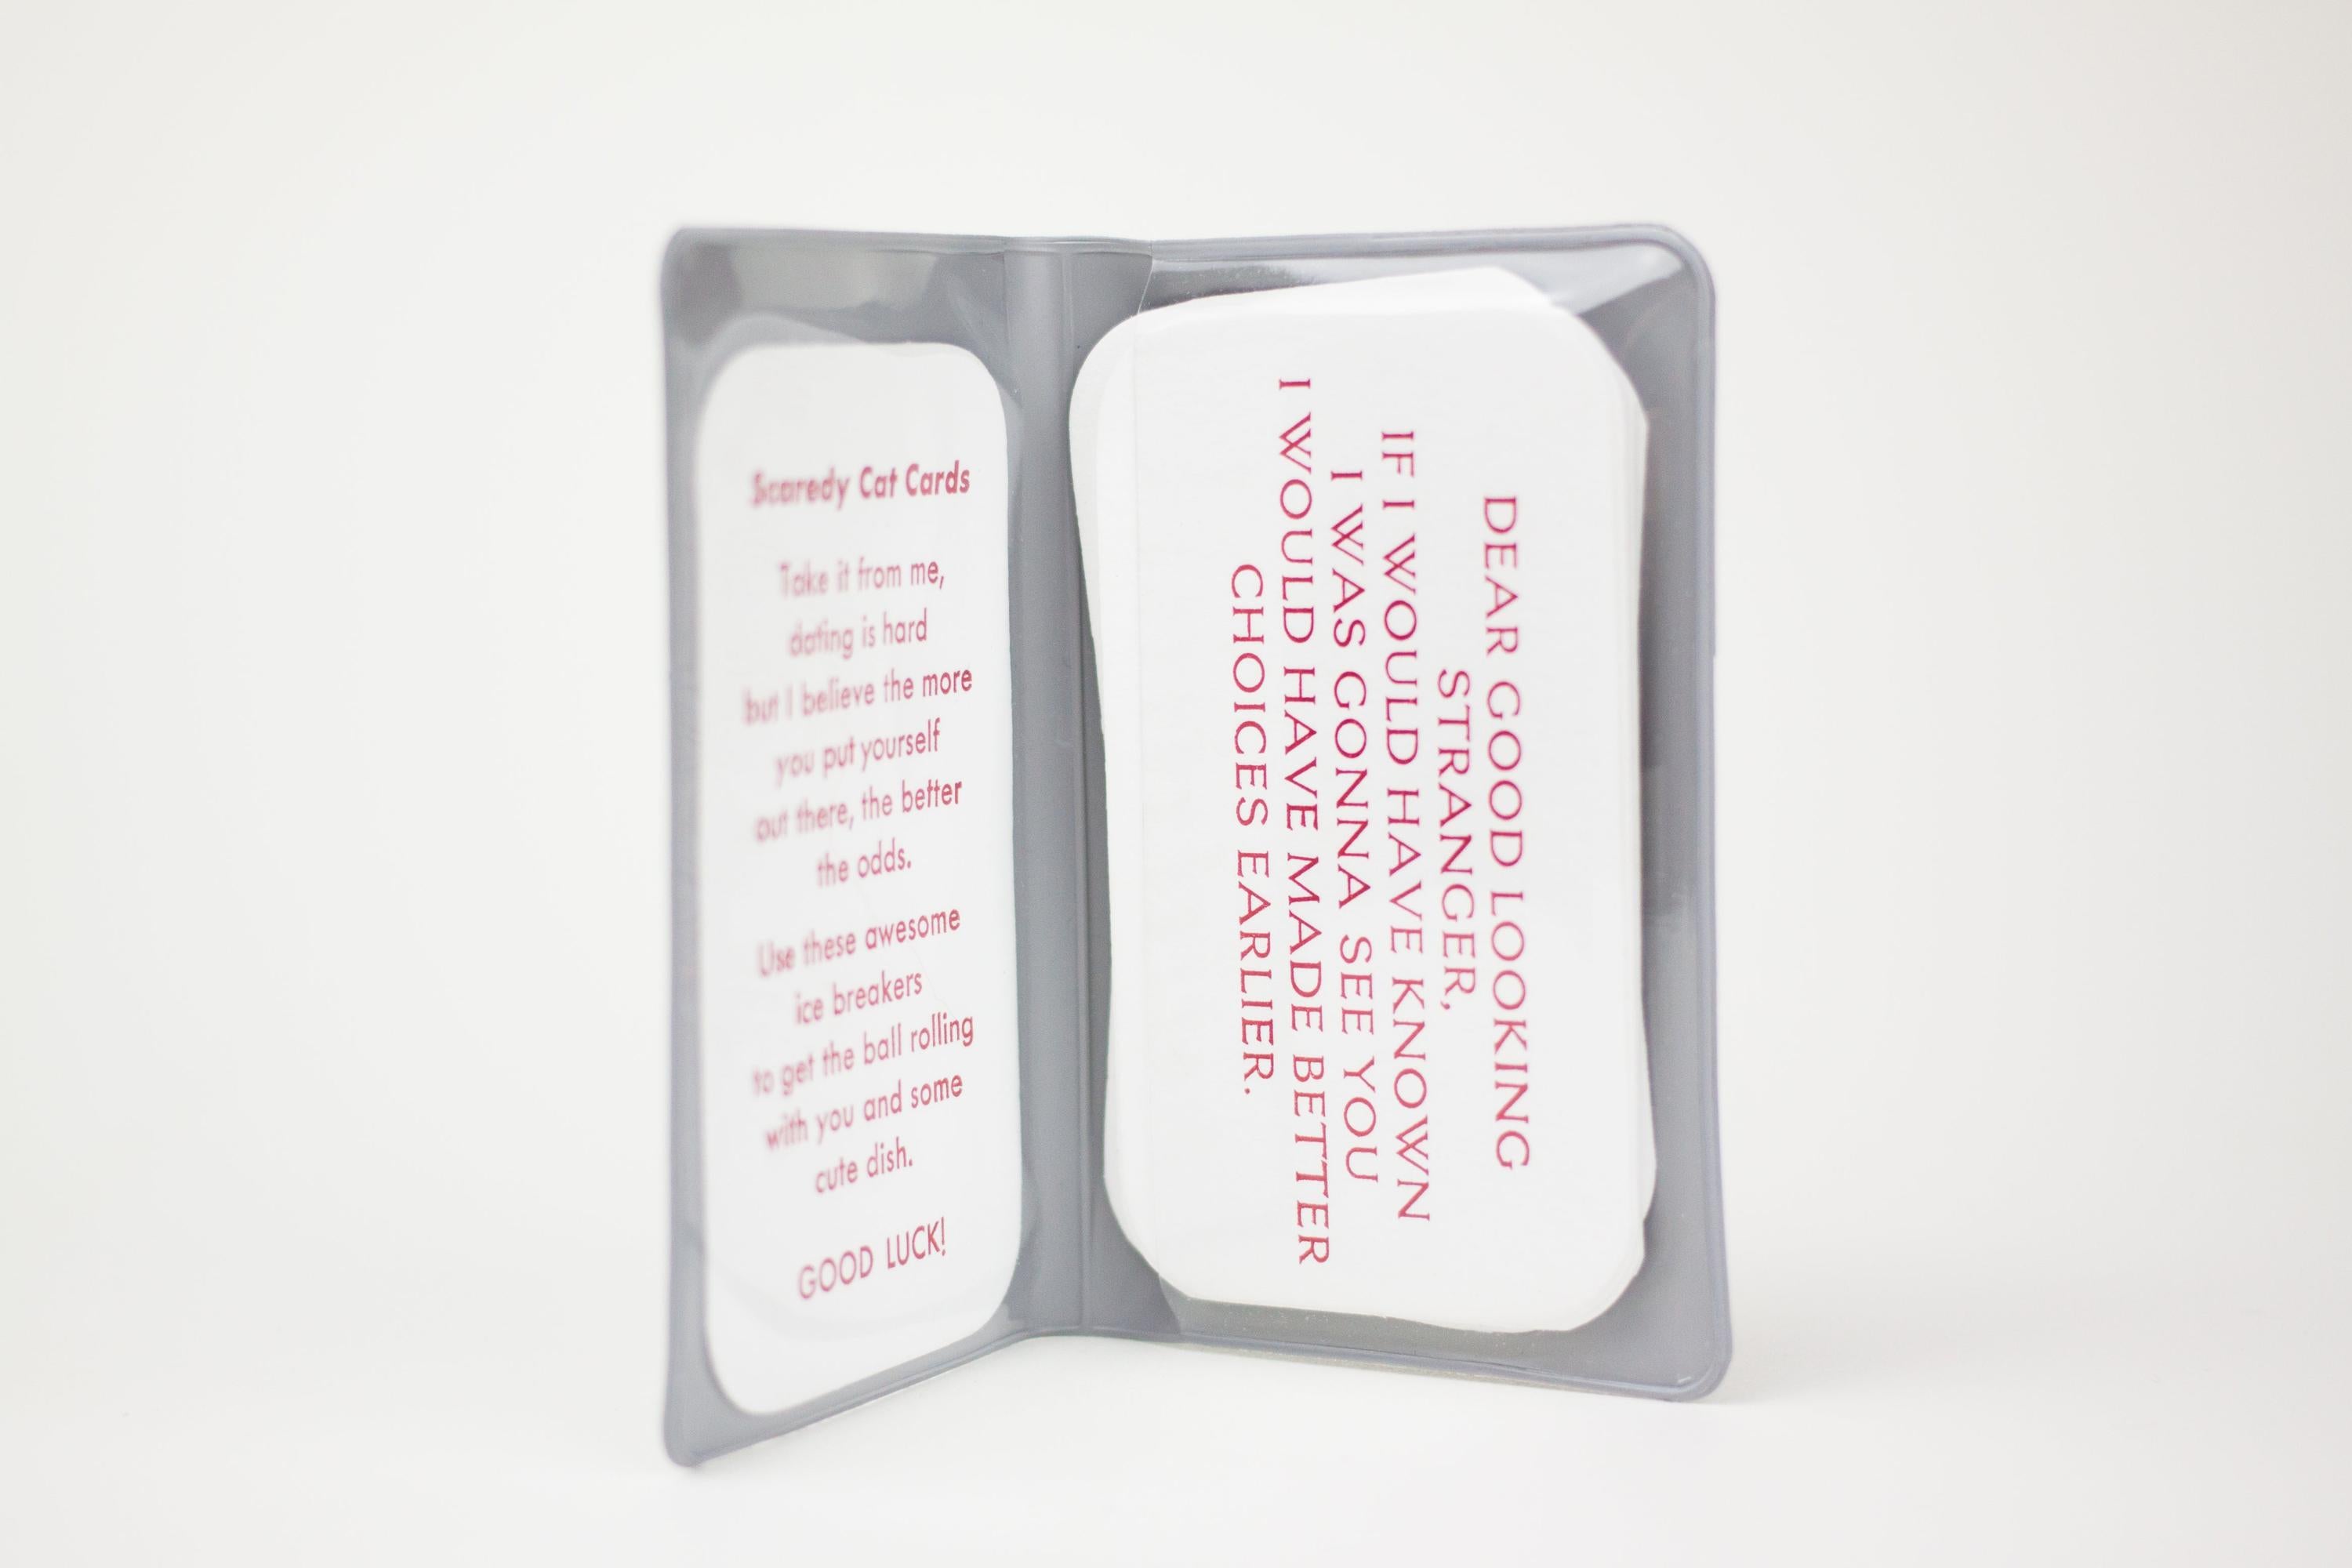 Scaredy Cat Cards
Take it from me,
dating is hard
but I believe the more
you put yourself
out there, the better
the odds.
Use these awesome
ice breakers
to get the ball rolling
with you and some
cute dish.
GOOD LUCK!
DEAR GOOD LOOKING
STRANGER,
IF I WOULD HAVE KNOWN
I WAS GONNA SEE YOU
I WOULD HAVE MADE BETTER
CHOICES EARLIER.